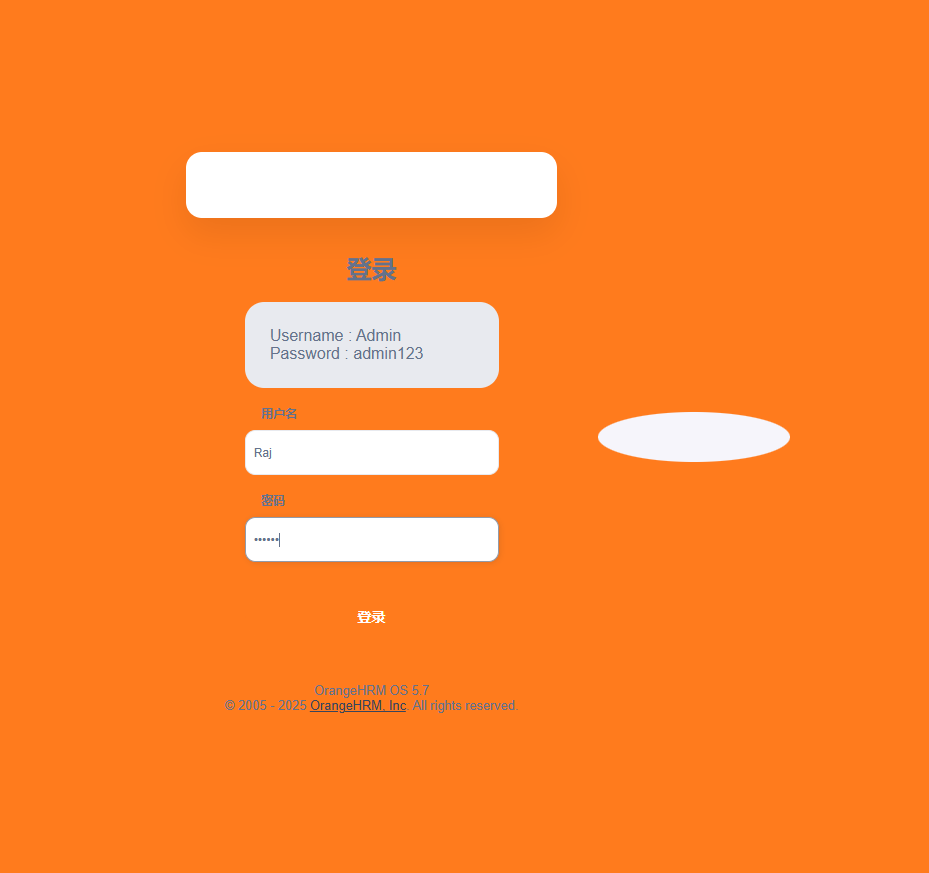 登录
Username : Admin
Password : admin123
用户名
Raj
密码
••••••
登录
OrangeHRM OS 5.7
© 2005 - 2025 OrangeHRM, Inc. All rights reserved.